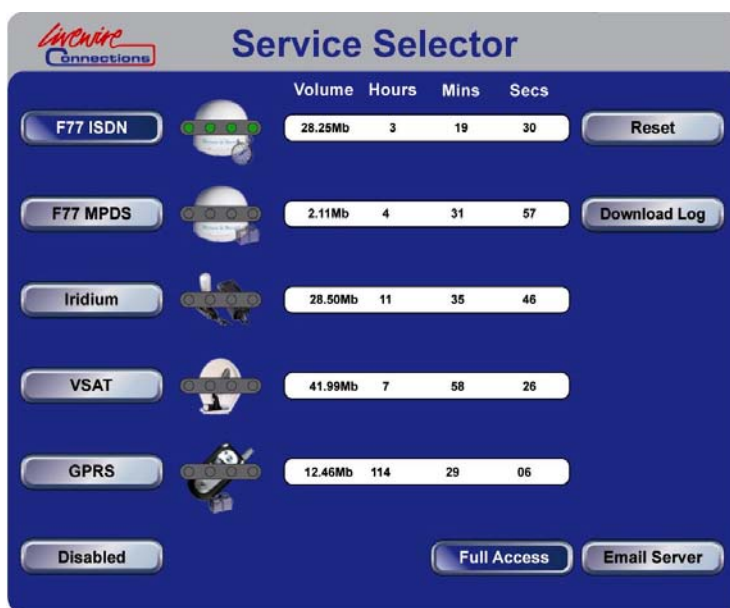 Livewire
Connections
Service Selector
Volume Hours Mins Secs
F77 ISDN 28.25Mb 3 19 30 Reset
F77 MPDS 2.11Mb 4 31 57 Download Log
Iridium 28.50Mb 11 35 46
VSAT 41.99Mb 7 58 26
GPRS 12.46Mb 114 29 06
Disabled Full Access Email Server